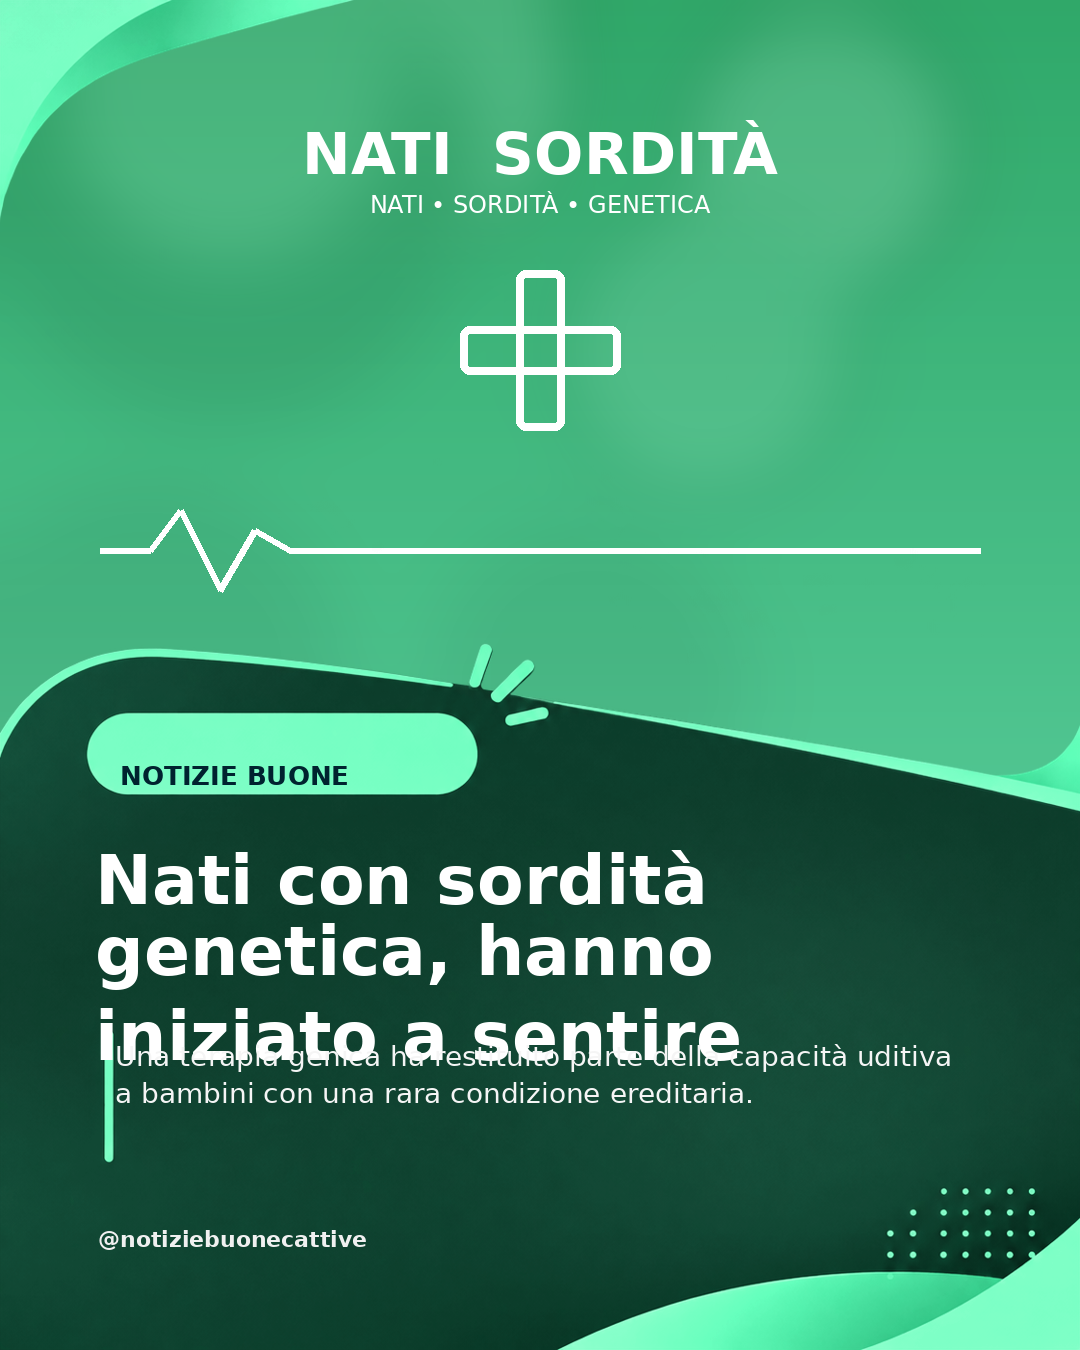 NATI SORDITÀ
NATI • SORDITÀ • GENETICA
NOTIZIE BUONE
Nati con sordità
genetica, hanno
iniziato a sentire
Una terapia genica ha restituito parte della capacità uditiva
a bambini con una rara condizione ereditaria.
@notiziebuonecattive